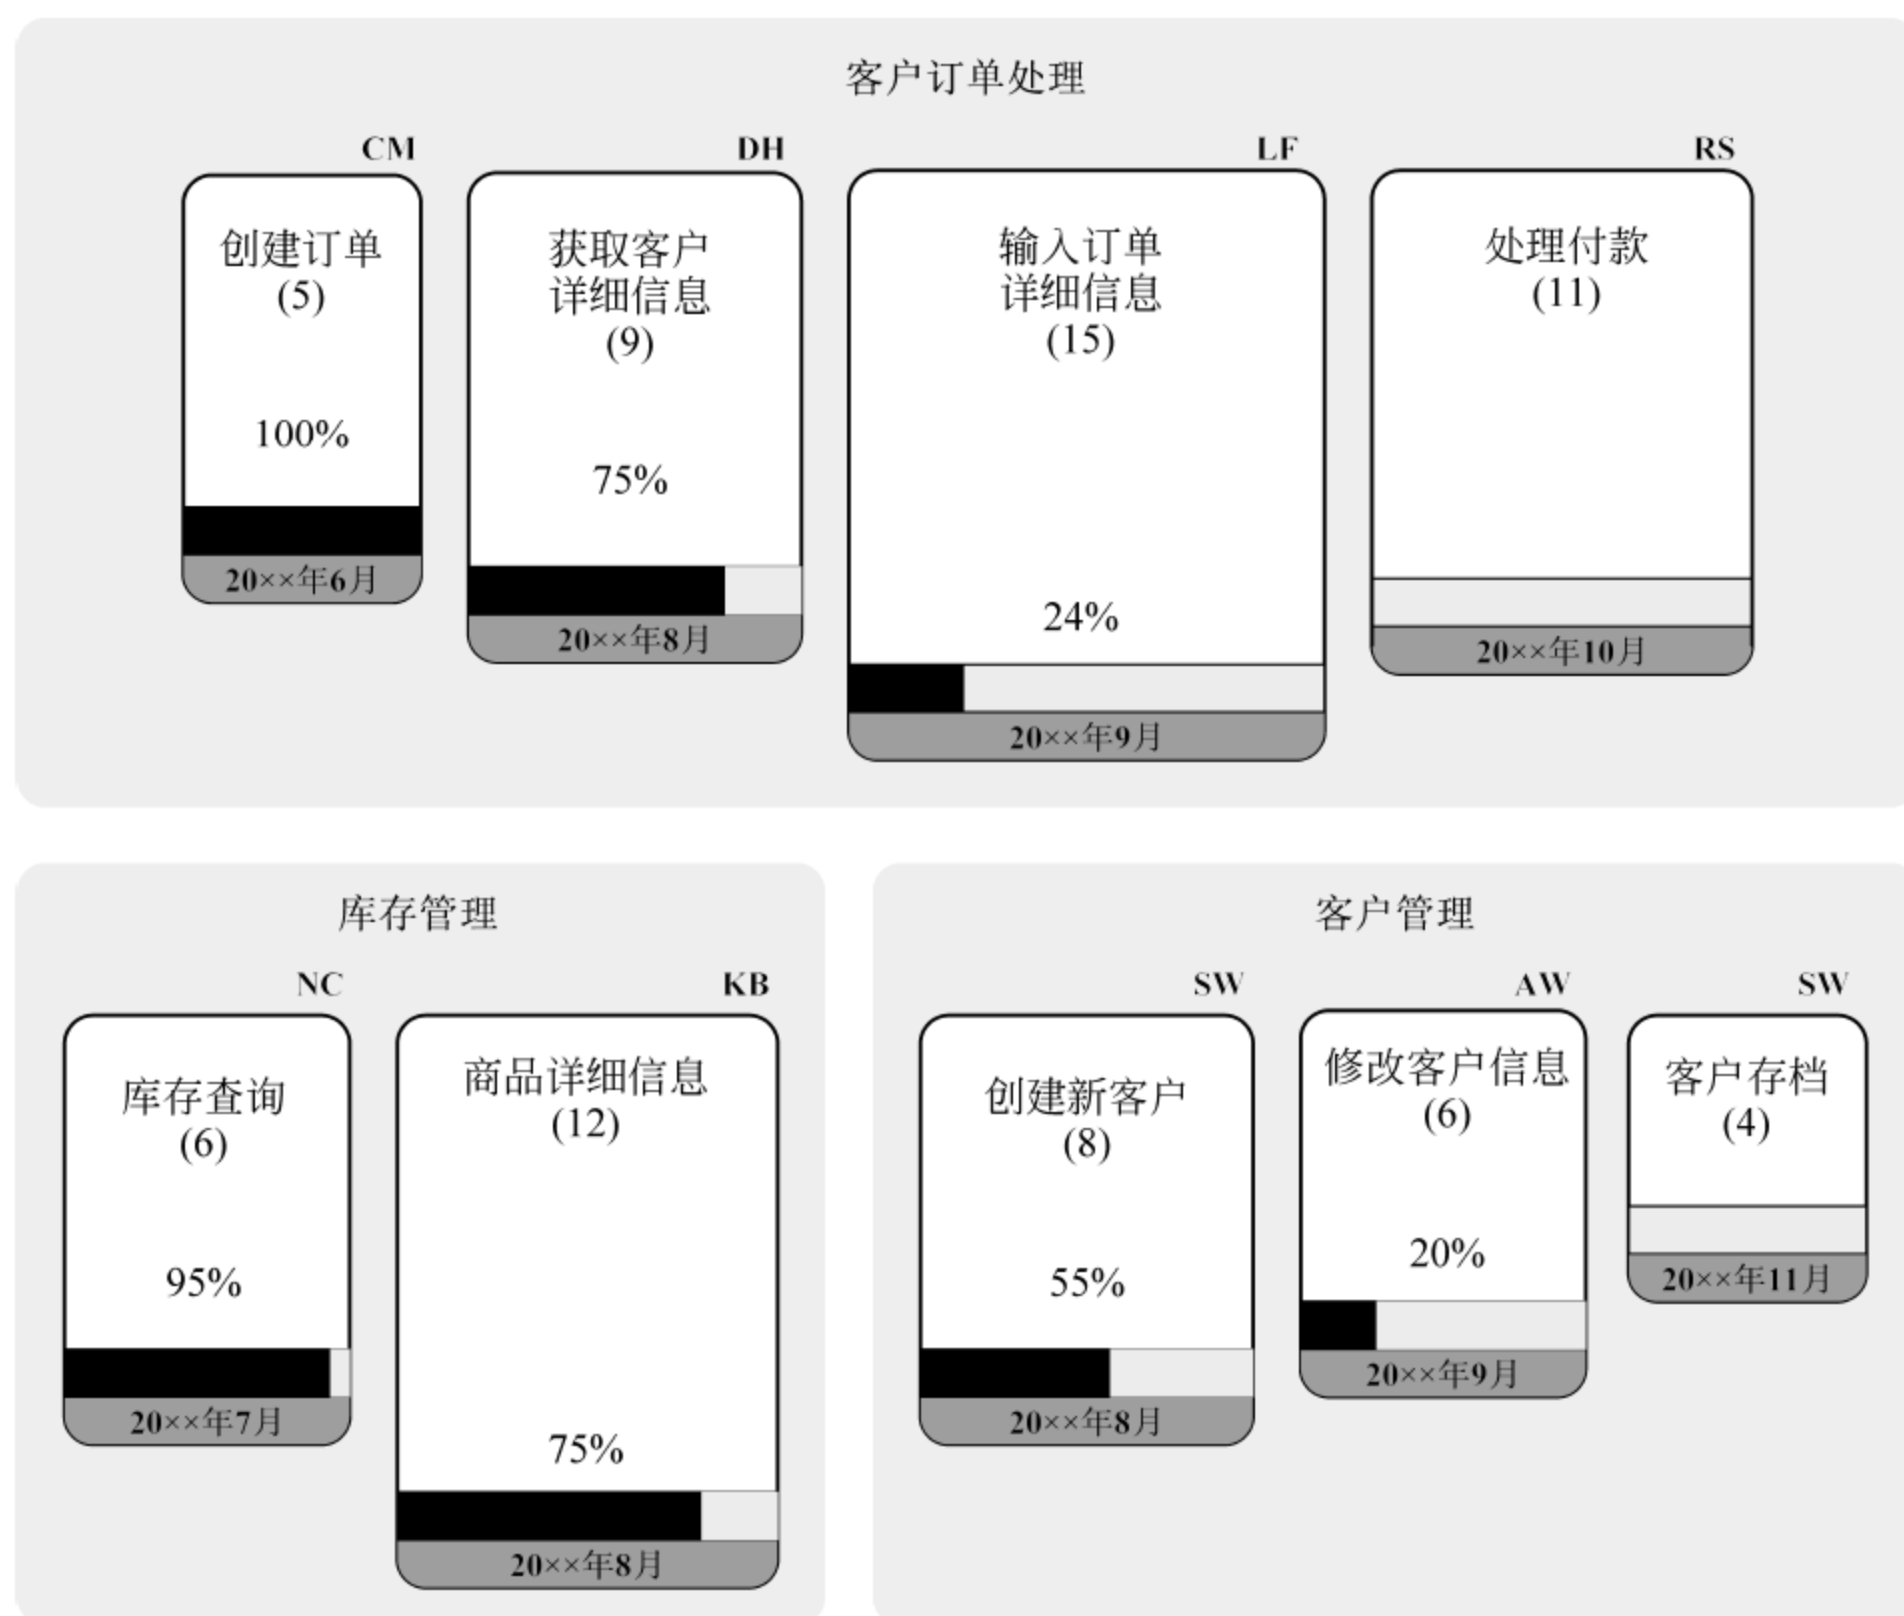 客户订单处理
CM
创建订单
(5)
100%
20××年6月
DH
获取客户
详细信息
(9)
75%
20××年8月
LF
输入订单
详细信息
(15)
24%
20××年9月
RS
处理付款
(11)
20××年10月
库存管理
NC
库存查询
(6)
95%
20××年7月
KB
商品详细信息
(12)
75%
20××年8月
客户管理
SW
创建新客户
(8)
55%
20××年8月
AW
修改客户信息
(6)
20%
20××年9月
SW
客户存档
(4)
20××年11月